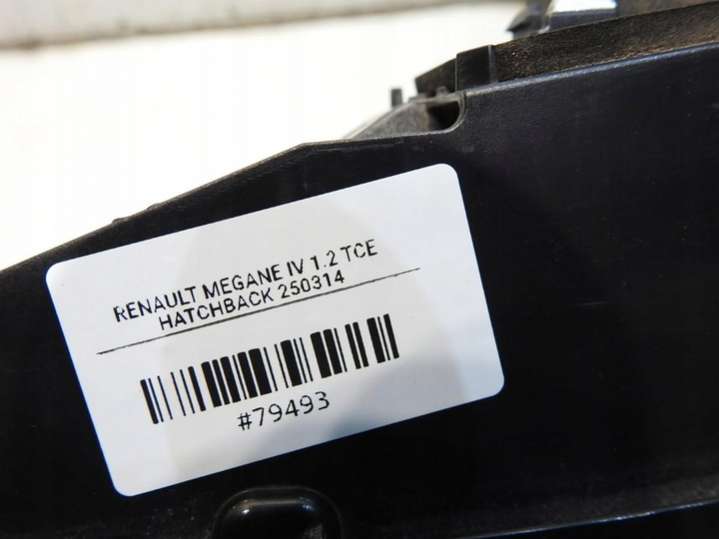 RENAULT MEGANE IV 1.2 TCE
HATCHBACK 250314
#79493